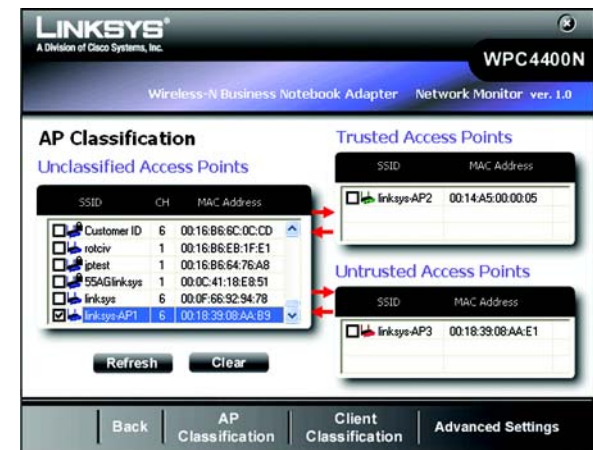 LINKSYS®
A Division of Cisco Systems, Inc.
WPC4400N
Wireless-N Business Notebook Adapter Network Monitor ver. 1.0
AP Classification
Unclassified Access Points
SSID CH MAC Address
Customer ID 6 00:16:B6:6C:0C:CD
rotciv 1 00:16:B6:EB:1F:E1
jptest 1 00:16:B6:64:76:A8
55AGlinksys 1 00:0C:41:18:E8:51
linksys 6 00:0F:66:92:94:78
linksys-AP1 6 00:18:39:08:AA:B9
Refresh Clear
Trusted Access Points
SSID MAC Address
linksys-AP2 00:14:A5:00:00:05
Untrusted Access Points
SSID MAC Address
linksys-AP3 00:18:39:08:AA:E1
Back AP Classification Client Classification Advanced Settings